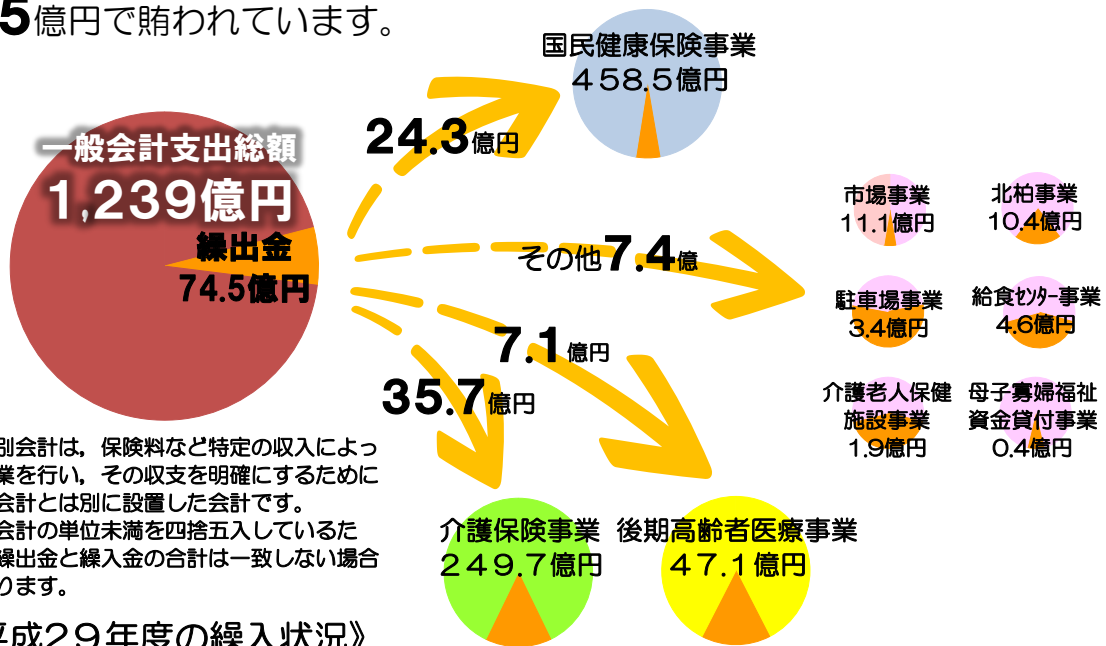 5億円で賄われています。
国民健康保険事業
458.5億円
24.3億円
一般会計支出総額
1,239億円
繰出金
74.5億円
その他7.4億
市場事業
11.1億円
北柏事業
10.4億円
駐車場事業
3.4億円
給食ｾﾝﾀｰ事業
4.6億円
介護老人保健
施設事業
1.9億円
母子寡婦福祉
資金貸付事業
0.4億円
7.1億円
35.7億円
別会計は，保険料など特定の収入によっ
業を行い，その収支を明確にするために
会計とは別に設置した会計です。
会計の単位未満を四捨五入しているた
繰出金と繰入金の合計は一致しない場合
ります。
介護保険事業
249.7億円
後期高齢者医療事業
47.1億円
平成29年度の繰入状況》